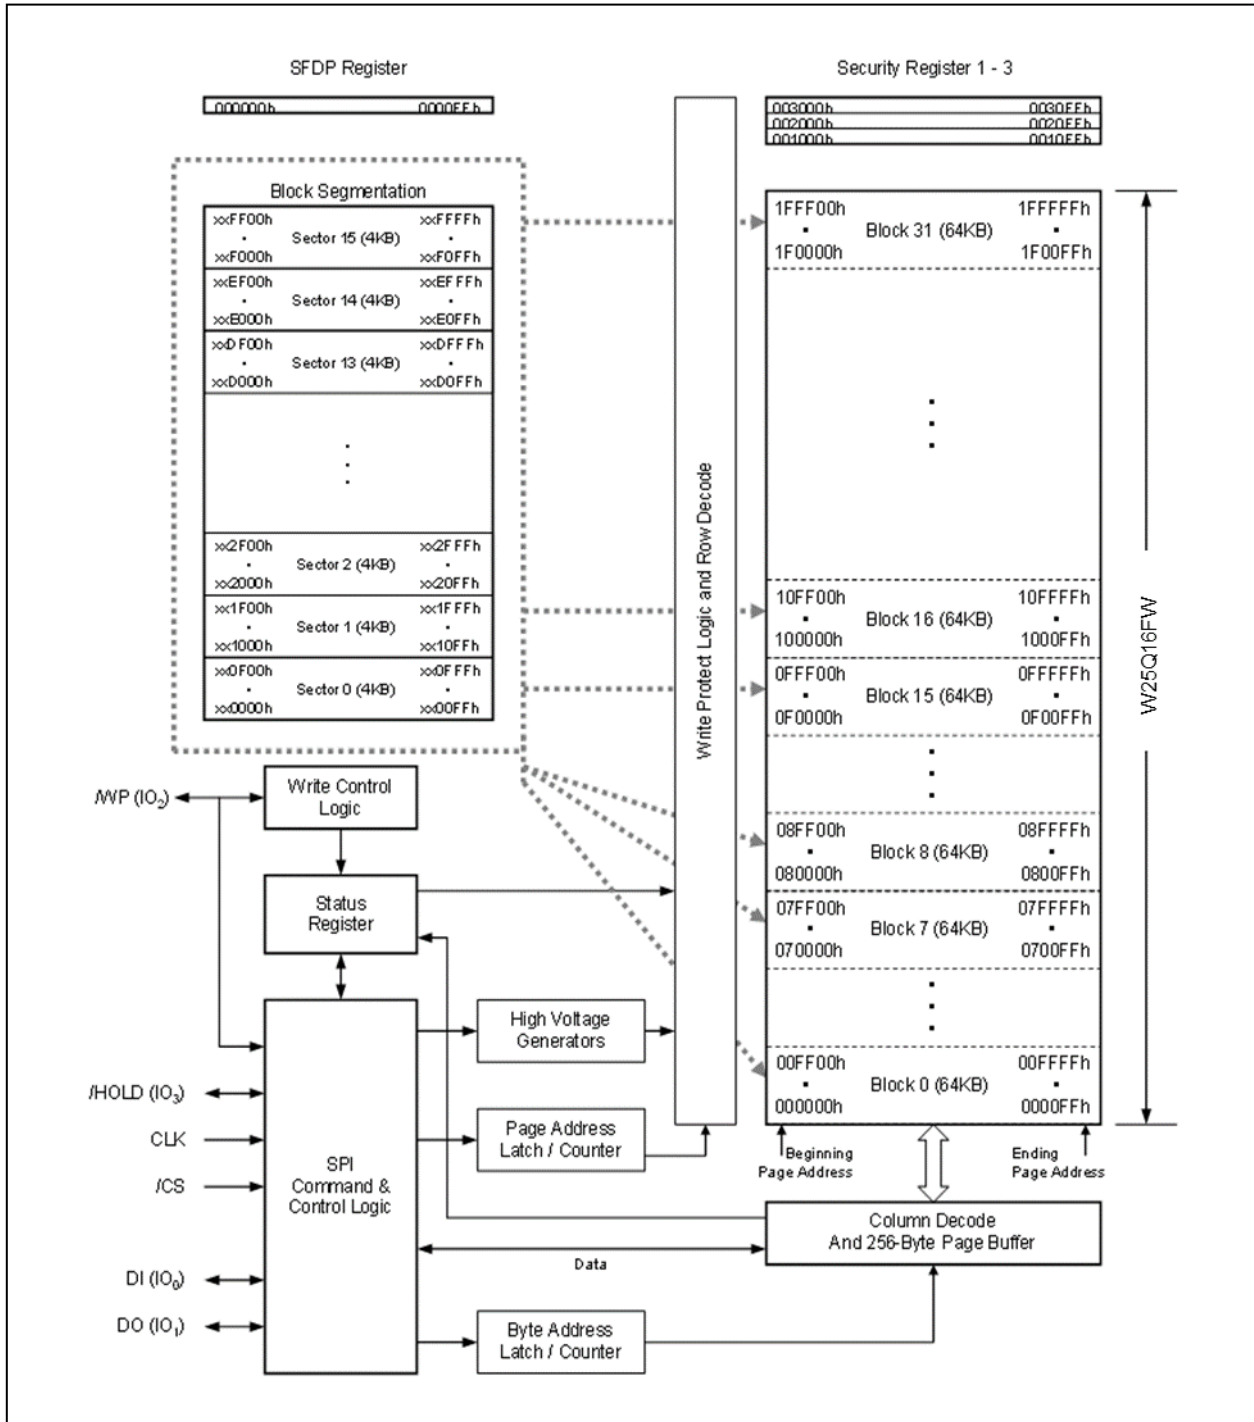 SFDP Register
000000h 0000FFh
Security Register 1 - 3
003000h 0030FFh
002000h 0020FFh
001000h 0010FFh
Block Segmentation
xxFF00h xxFFFFh
Sector 15 (4KB)
xxF000h xxF0FFh
xxEF00h xxEFFFh
Sector 14 (4KB)
xxE000h xxE0FFh
xxDF00h xxDFFFh
Sector 13 (4KB)
xxD000h xxD0FFh
xx2F00h xx2FFFh
Sector 2 (4KB)
xx2000h xx20FFh
xx1F00h xx1FFFh
Sector 1 (4KB)
xx1000h xx10FFh
xx0F00h xx0FFFh
Sector 0 (4KB)
xx0000h xx00FFh
Write Protect Logic and Row Decode
1FFF00h 1FFFFFh
Block 31 (64KB)
1F0000h 1F00FFh
10FF00h 10FFFFh
Block 16 (64KB)
100000h 1000FFh
0FFF00h 0FFFFFh
Block 15 (64KB)
0F0000h 0F00FFh
08FF00h 08FFFFh
Block 8 (64KB)
080000h 0800FFh
07FF00h 07FFFFh
Block 7 (64KB)
070000h 0700FFh
00FF00h 00FFFFh
Block 0 (64KB)
000000h 0000FFh
W25Q16FW
Beginning
Page Address
Ending
Page Address
/WP (IO2)
Write Control
Logic
Status
Register
High Voltage
Generators
/HOLD (IO3)
CLK
/CS
DI (IO0)
DO (IO1)
SPI
Command &
Control Logic
Page Address
Latch / Counter
Column Decode
And 256-Byte Page Buffer
Data
Byte Address
Latch / Counter